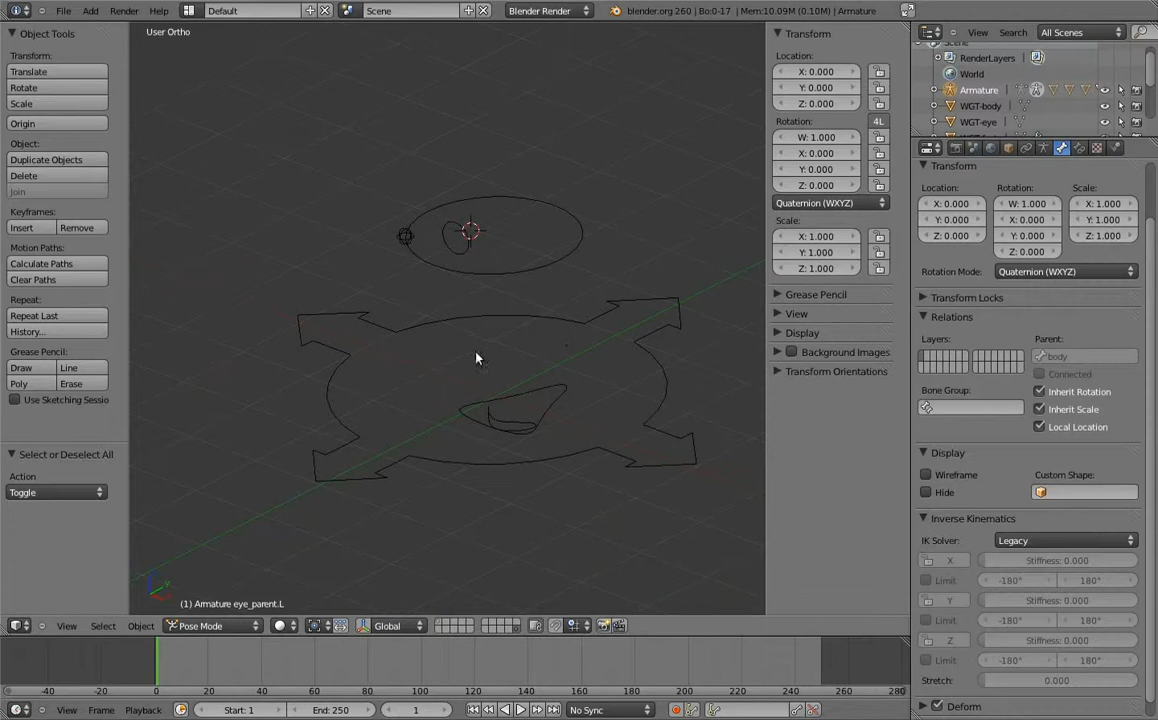 File Add Render Help Default Scene Blender Render blender.org 260 | Bo:0-17 | Mem:10.09M (0.10M) | Armature
Object Tools
Transform:
Translate
Rotate
Scale
Origin
Object:
Duplicate Objects
Delete
Join
Keyframes:
Insert Remove
Motion Paths:
Calculate Paths
Clear Paths
Repeat:
Repeat Last
History...
Grease Pencil:
Draw Line
Poly Erase
Use Sketching Sessio
Select or Deselect All
Action
Toggle
User Ortho
(1) Armature eye_parent.L
View Select Object Pose Mode Global
Transform
Location:
X: 0.000
Y: 0.000
Z: 0.000
Rotation: 4L
W: 1.000
X: 0.000
Y: 0.000
Z: 0.000
Quaternion (WXYZ)
Scale:
X: 1.000
Y: 1.000
Z: 1.000
Grease Pencil
View
Display
Background Images
Transform Orientations
View Search All Scenes
RenderLayers
World
Armature
WGT-body
WGT-eye
Transform
Location: Rotation: Scale:
X: 0.000 W: 1.000 X: 1.000
Y: 0.000 X: 0.000 Y: 1.000
Z: 0.000 Y: 0.000 Z: 1.000
Z: 0.000
Rotation Mode: Quaternion (WXYZ)
Transform Locks
Relations
Layers: Parent:
body
Connected
Bone Group: Inherit Rotation
Inherit Scale
Local Location
Display
Wireframe Custom Shape:
Hide
Inverse Kinematics
IK Solver: Legacy
X Stiffness: 0.000
Limit -180° 180°
Y Stiffness: 0.000
Limit -180° 180°
Z Stiffness: 0.000
Limit -180° 180°
Stretch: 0.000
Deform
-40 -20 0 20 40 60 80 100 120 140 160 180 200 220 240 260 280
View Frame Playback Start: 1 End: 250 1 No Sync